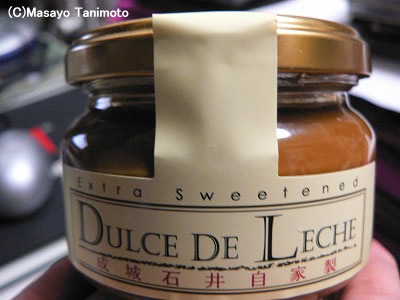 (C)Masayo Tanimoto
Extra Sweetened
DULCE DE LECHE
成城石井自家製